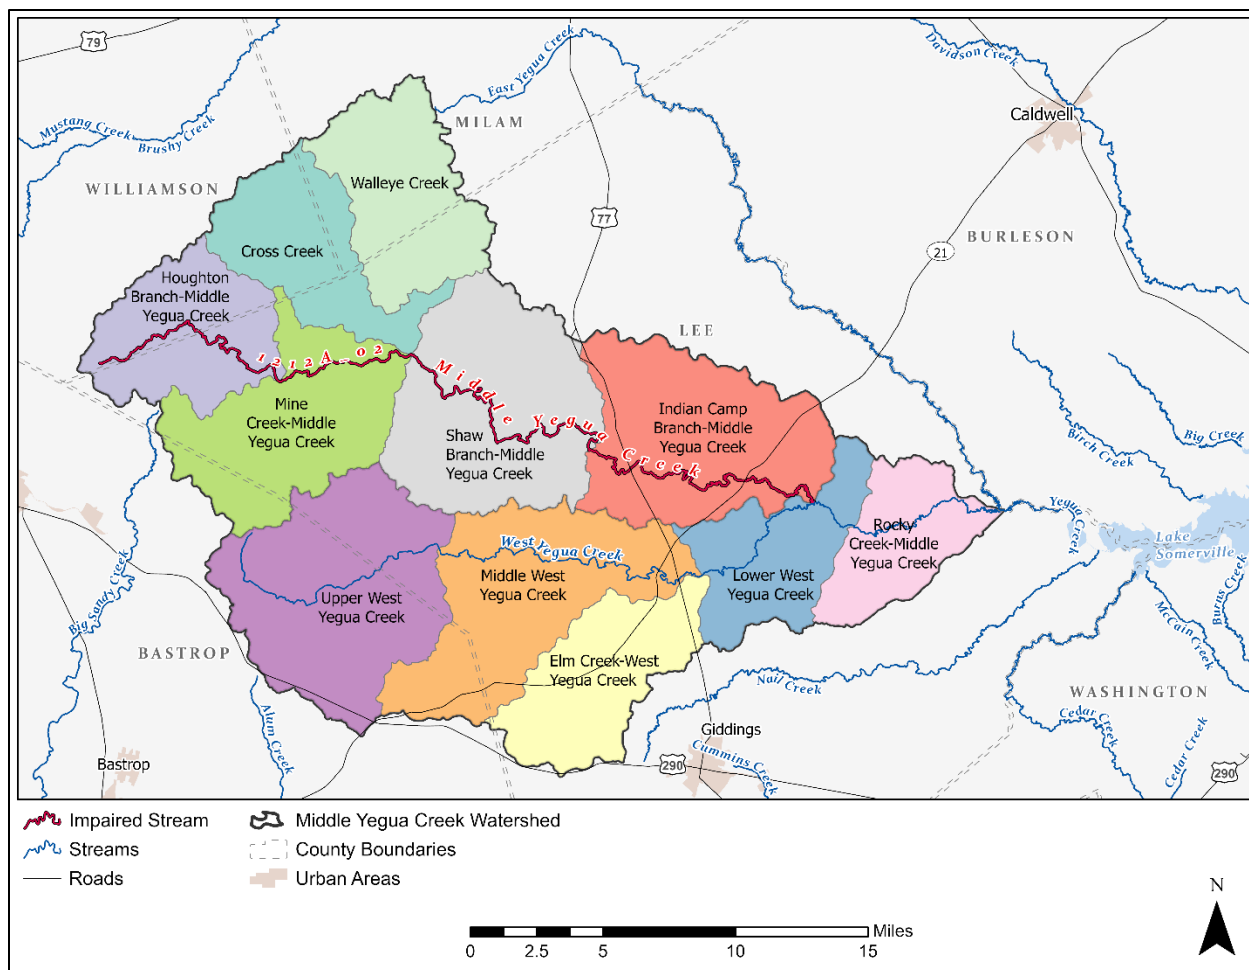 79
East Yegua Creek
Davidson Creek
Caldwell
MILAM
Mustang Creek
Brushy Creek
WILLIAMSON
Walleye Creek
77
21
BURLESON
Cross Creek
Houghton
Branch-Middle
Yegua Creek
LEE
1212A_02
Middle Yegua Creek
Mine
Creek-Middle
Yegua Creek
Shaw
Branch-Middle
Yegua Creek
Indian Camp
Branch-Middle
Yegua Creek
Big Creek
Birch Creek
Yegua Creek
Lake
Somerville
West Yegua Creek
Rocky
Creek-Middle
Yegua Creek
Middle West
Yegua Creek
Lower West
Yegua Creek
Upper West
Yegua Creek
Big Sandy Creek
Burns Creek
McCain Creek
BASTROP
Elm Creek-West
Yegua Creek
Nail Creek
WASHINGTON
Alum Creek
Cedar Creek
Cedar Creek
Giddings
Cummins Creek
Bastrop
290
290
Impaired Stream
Middle Yegua Creek Watershed
Streams
County Boundaries
Roads
Urban Areas
N
Miles
0 2.5 5 10 15